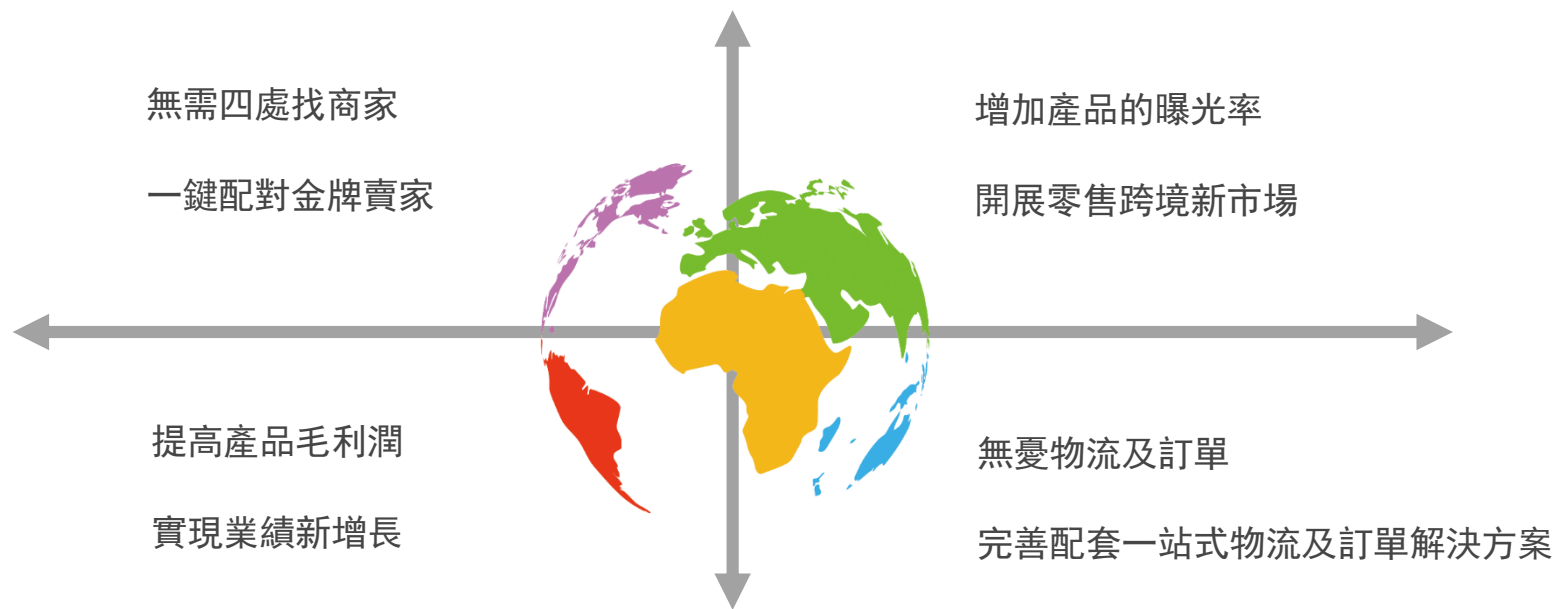 無需四處找商家
一鍵配對金牌賣家
增加產品的曝光率
開展零售跨境新市場
提高產品毛利潤
實現業績新增長
無憂物流及訂單
完善配套一站式物流及訂單解決方案